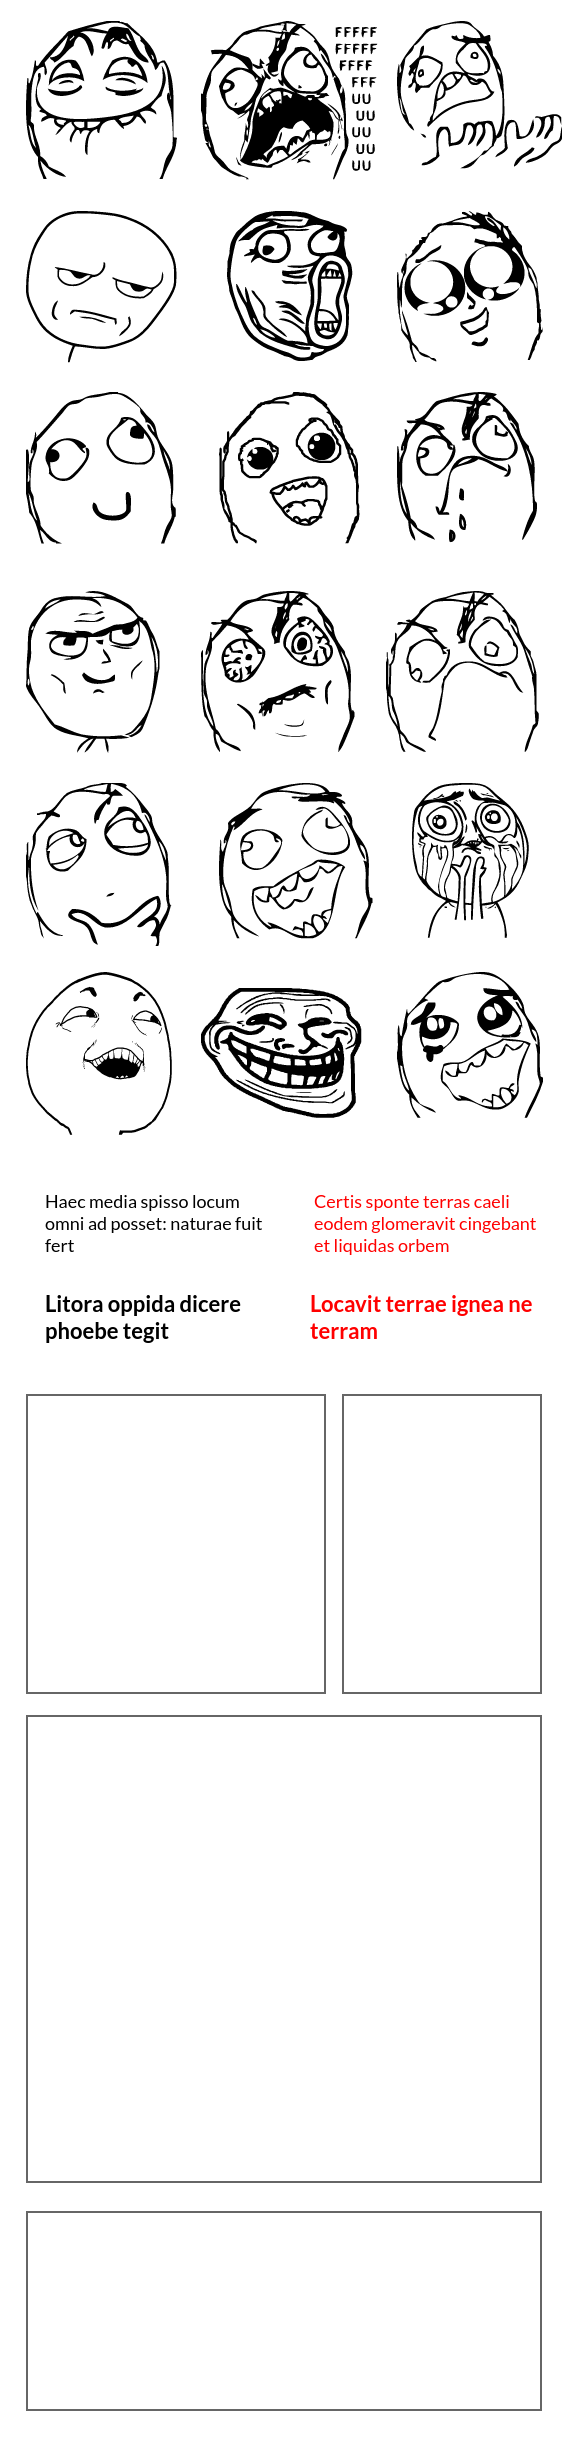 FFFFF
FFFFF
FFFF
FFF
UU
UU
UU
UU
UU
Haec media spisso locum
omni ad posset: naturae fuit
fert
Certis sponte terras caeli
eodem glomeravit cingebant
et liquidas orbem
Litora oppida dicere
phoebe tegit
Locavit terrae ignea ne
terram